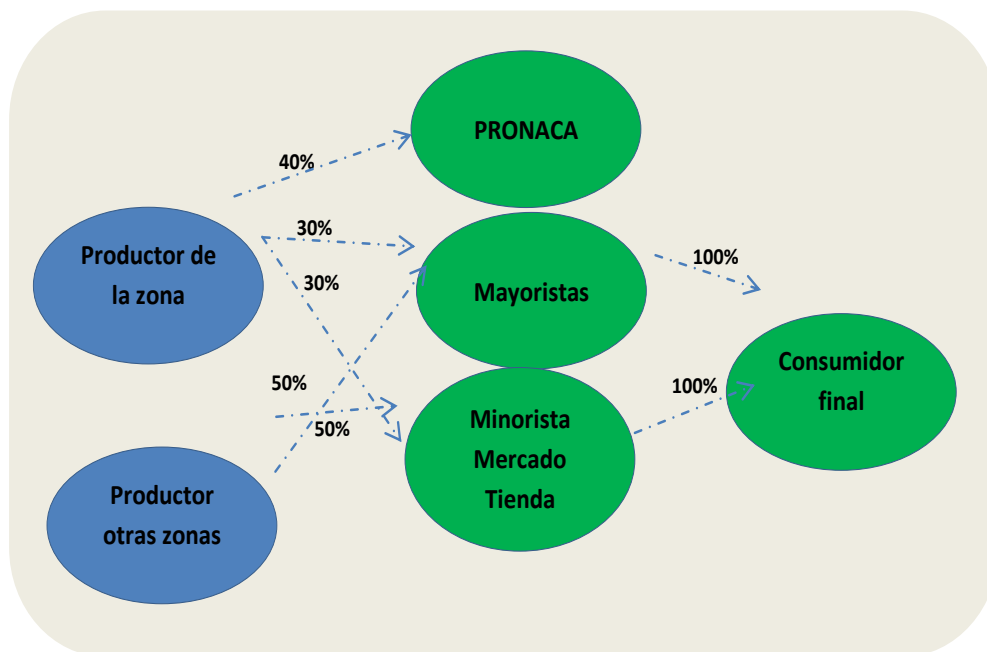 PRONACA
40%
30%
Productor de
la zona
30%
Mayoristas
100%
Consumidor
final
50%
50%
100%
Minorista
Mercado
Tienda
Productor
otras zonas